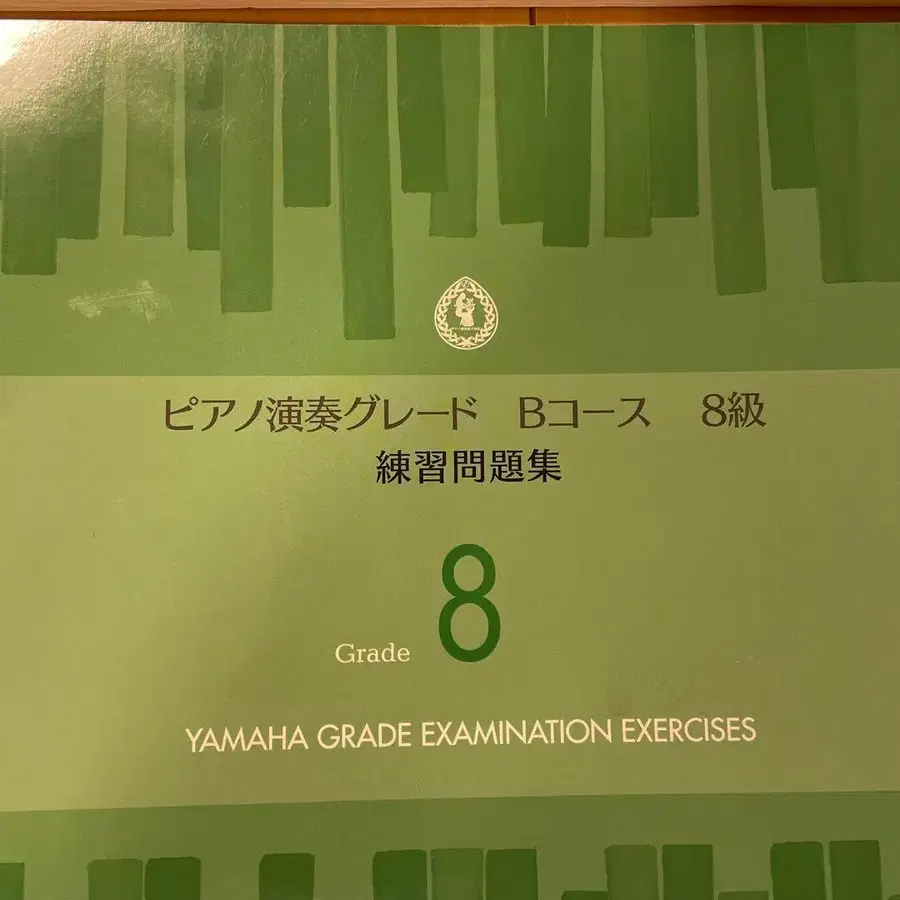 ピアノ演奏グレード Bコース 8級
練習問題集
Grade 8
YAMAHA GRADE EXAMINATION EXERCISES